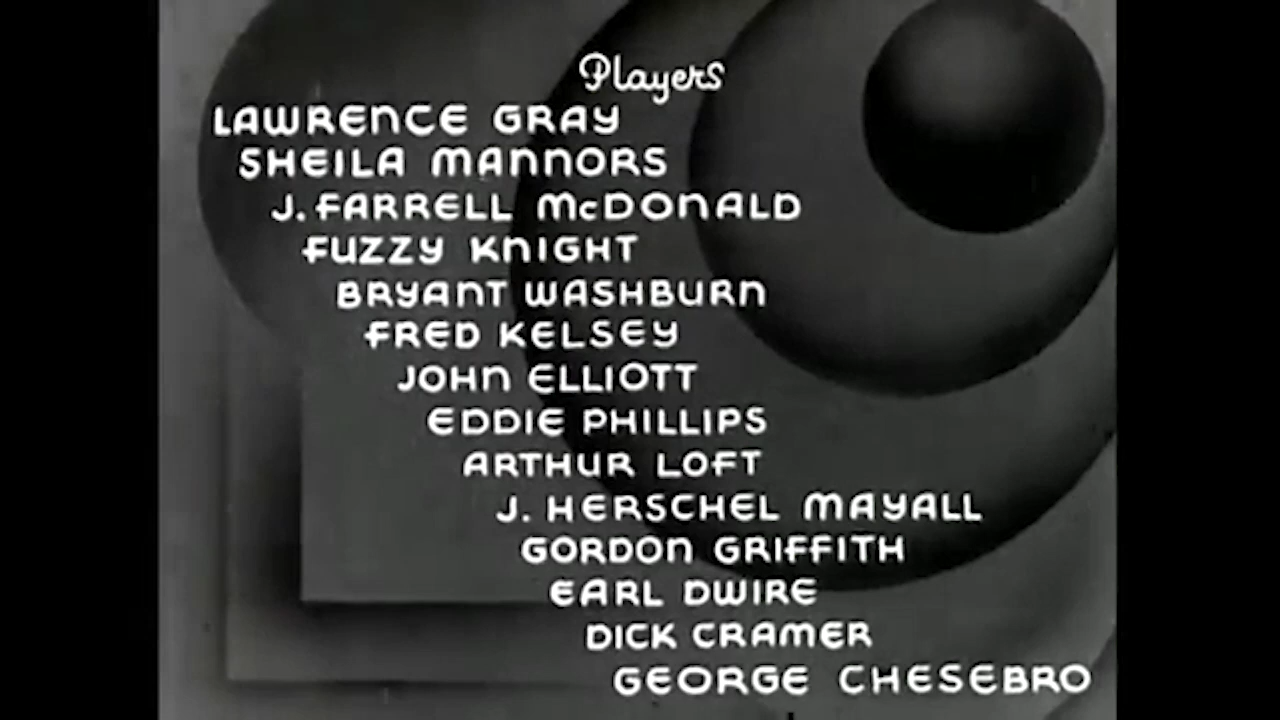 Players
LAWRENCE GRAY
SHEILA MANNORS
J. FARRELL McDONALD
FUZZY KNIGHT
BRYANT WASHBURN
FRED KELSEY
JOHN ELLIOTT
EDDIE PHILLIPS
ARTHUR LOFT
J. HERSCHEL MAYALL
GORDON GRIFFITH
EARL DWIRE
DICK CRAMER
GEORGE CHESEBRO